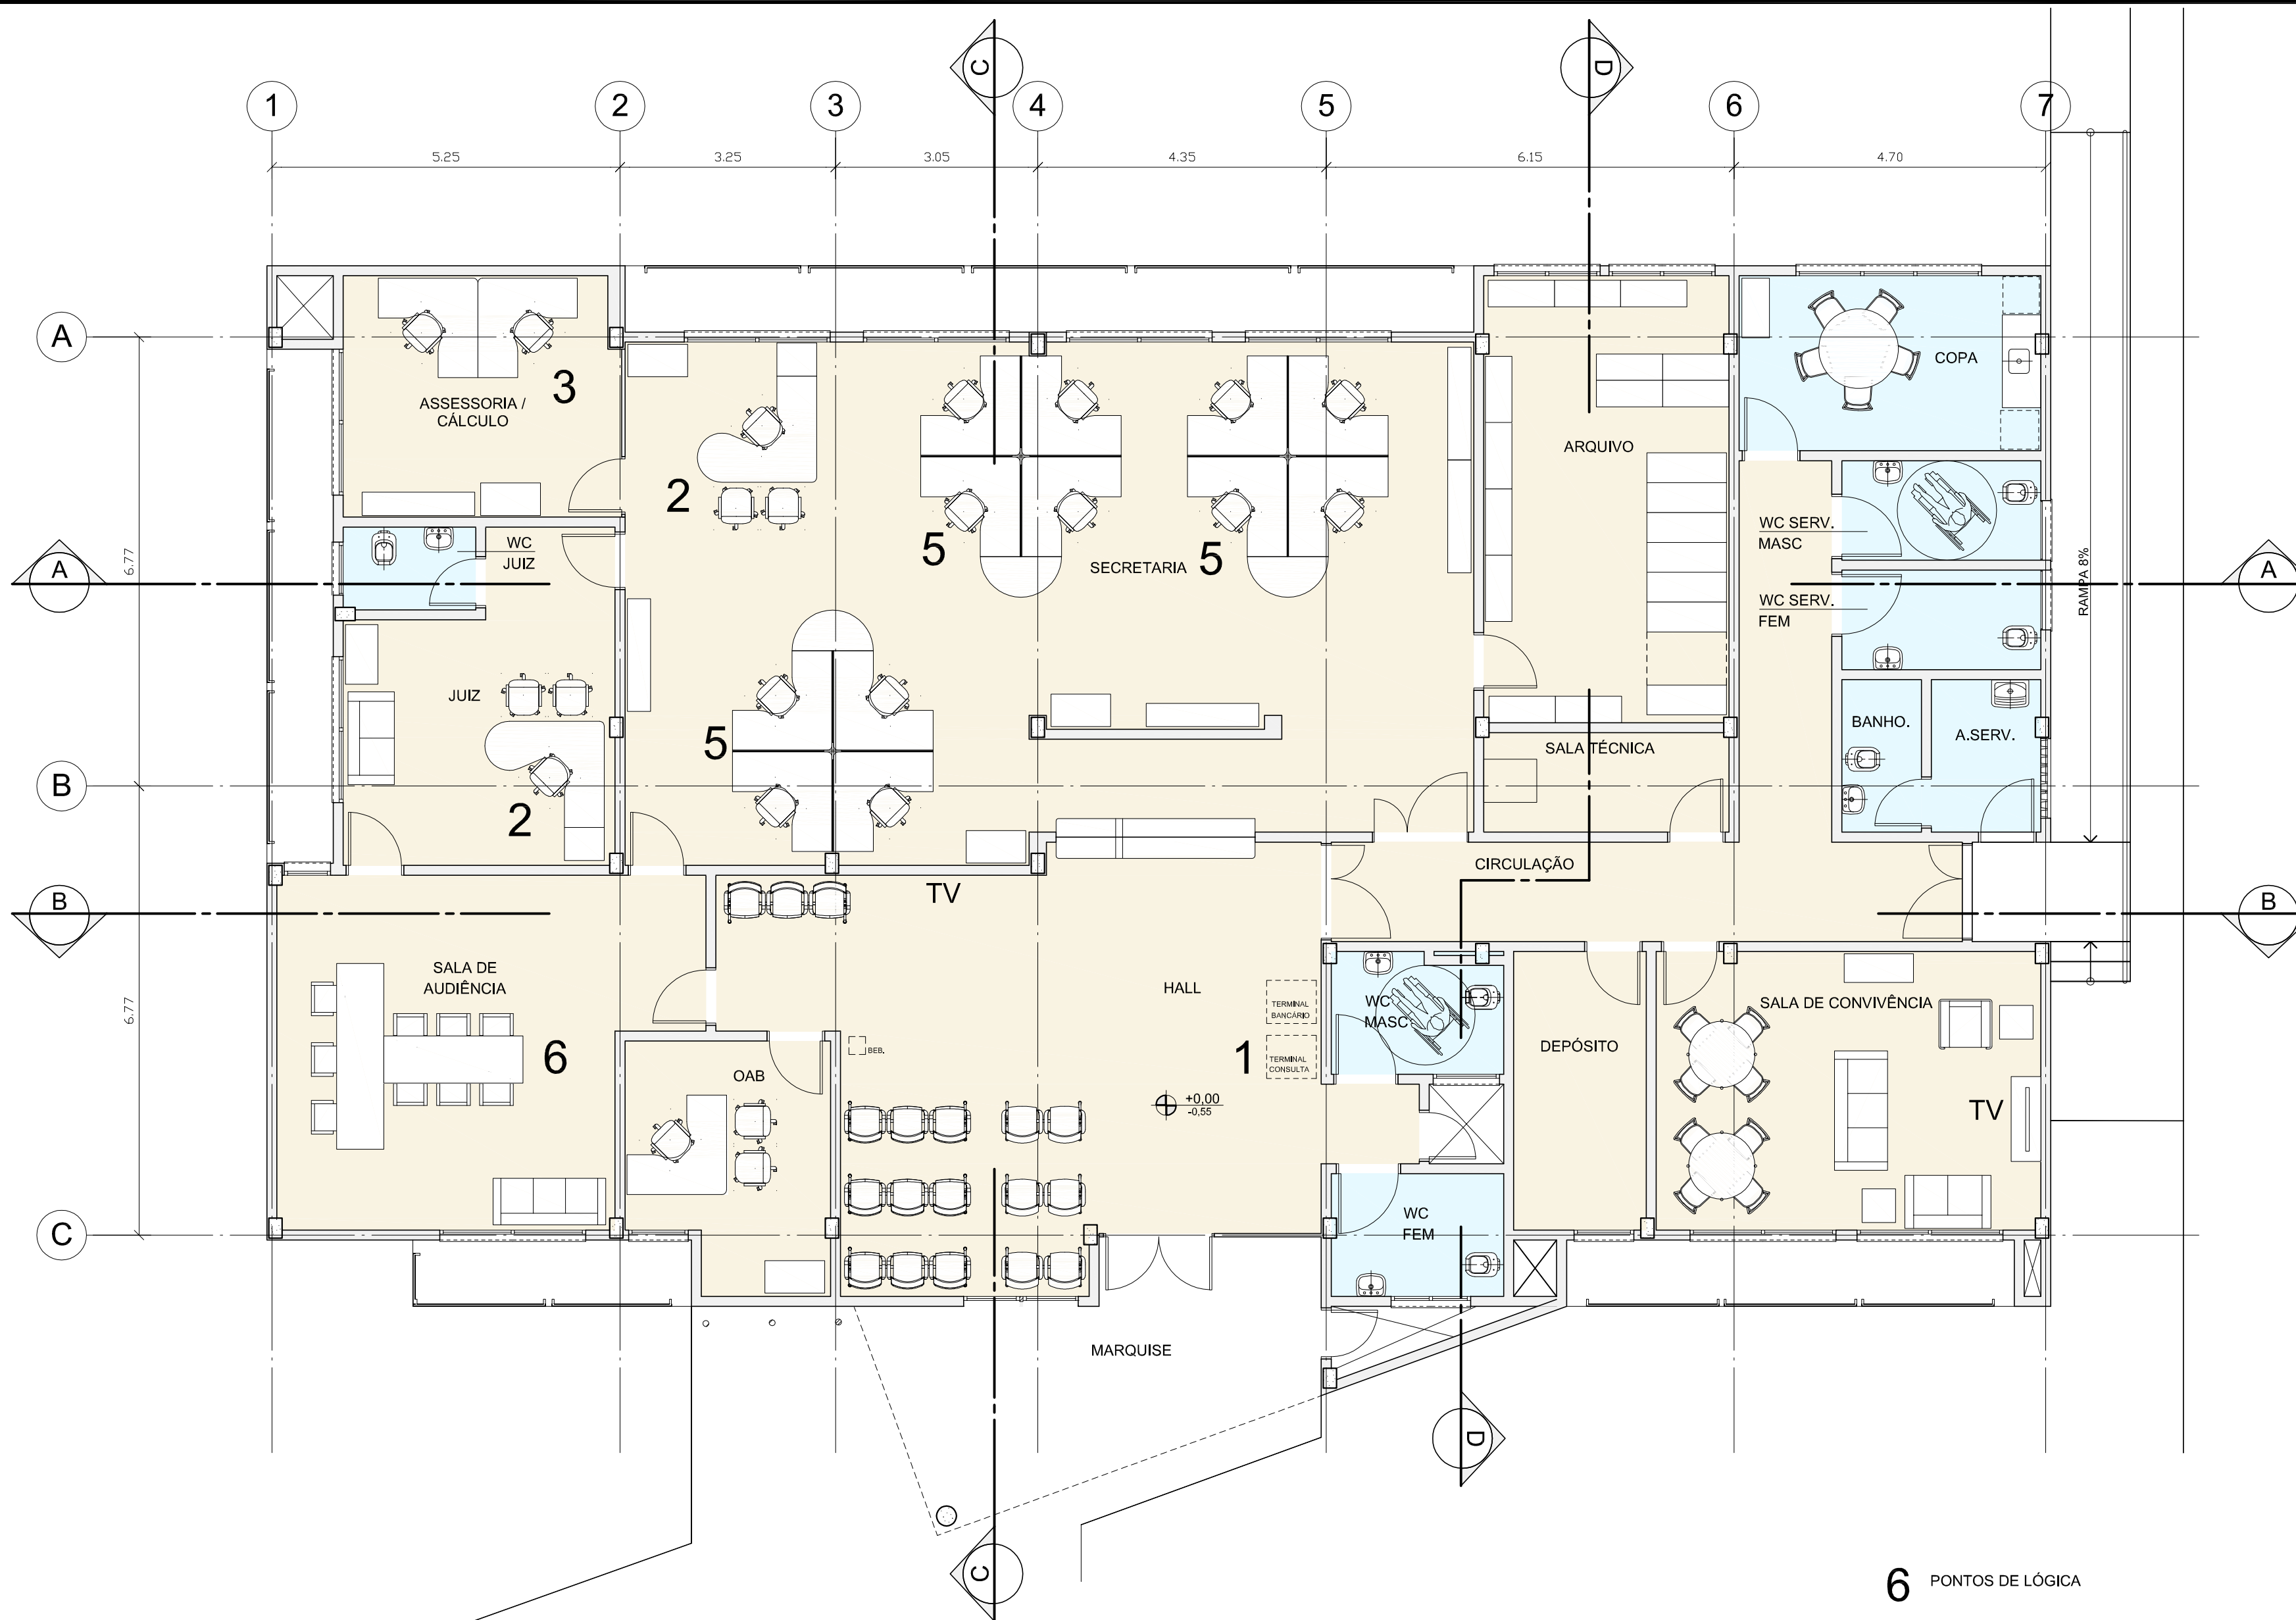 C
D
1
2
3
4
5
6
7
5.25
3.25
3.05
4.35
6.15
4.70
A
COPA
ASSESSORIA /
CÁLCULO
3
2
ARQUIVO
5
5
SECRETARIA
WC SERV.
MASC
WC
JUIZ
A
6.77
RAMPA 8%
A
WC SERV.
FEM
JUIZ
5
BANHO.
A.SERV.
SALA TÉCNICA
B
2
CIRCULAÇÃO
TV
B
B
SALA DE
AUDIÊNCIA
HALL
6.77
TERMINAL
BANCÁRIO
WC
MASC
SALA DE CONVIVÊNCIA
6
BEB.
1
TERMINAL
CONSULTA
DEPÓSITO
OAB
+0,00
-0,55
TV
C
WC
FEM
MARQUISE
D
C
6 PONTOS DE LÓGICA